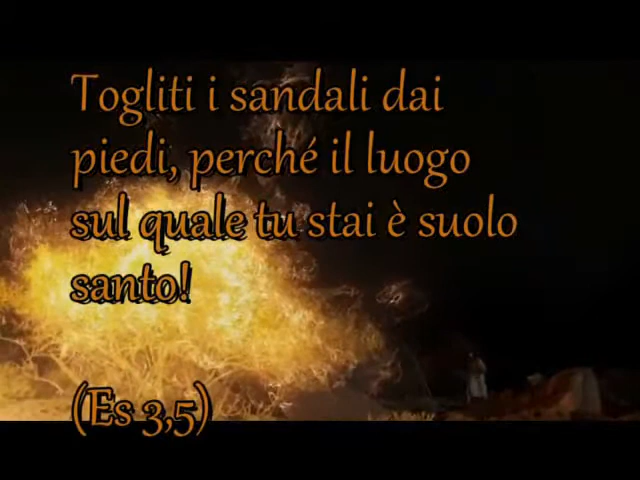 Togliti i sandali dai
piedi, perché il luogo
sul quale tu stai è suolo
santo!
(Es 3,5)